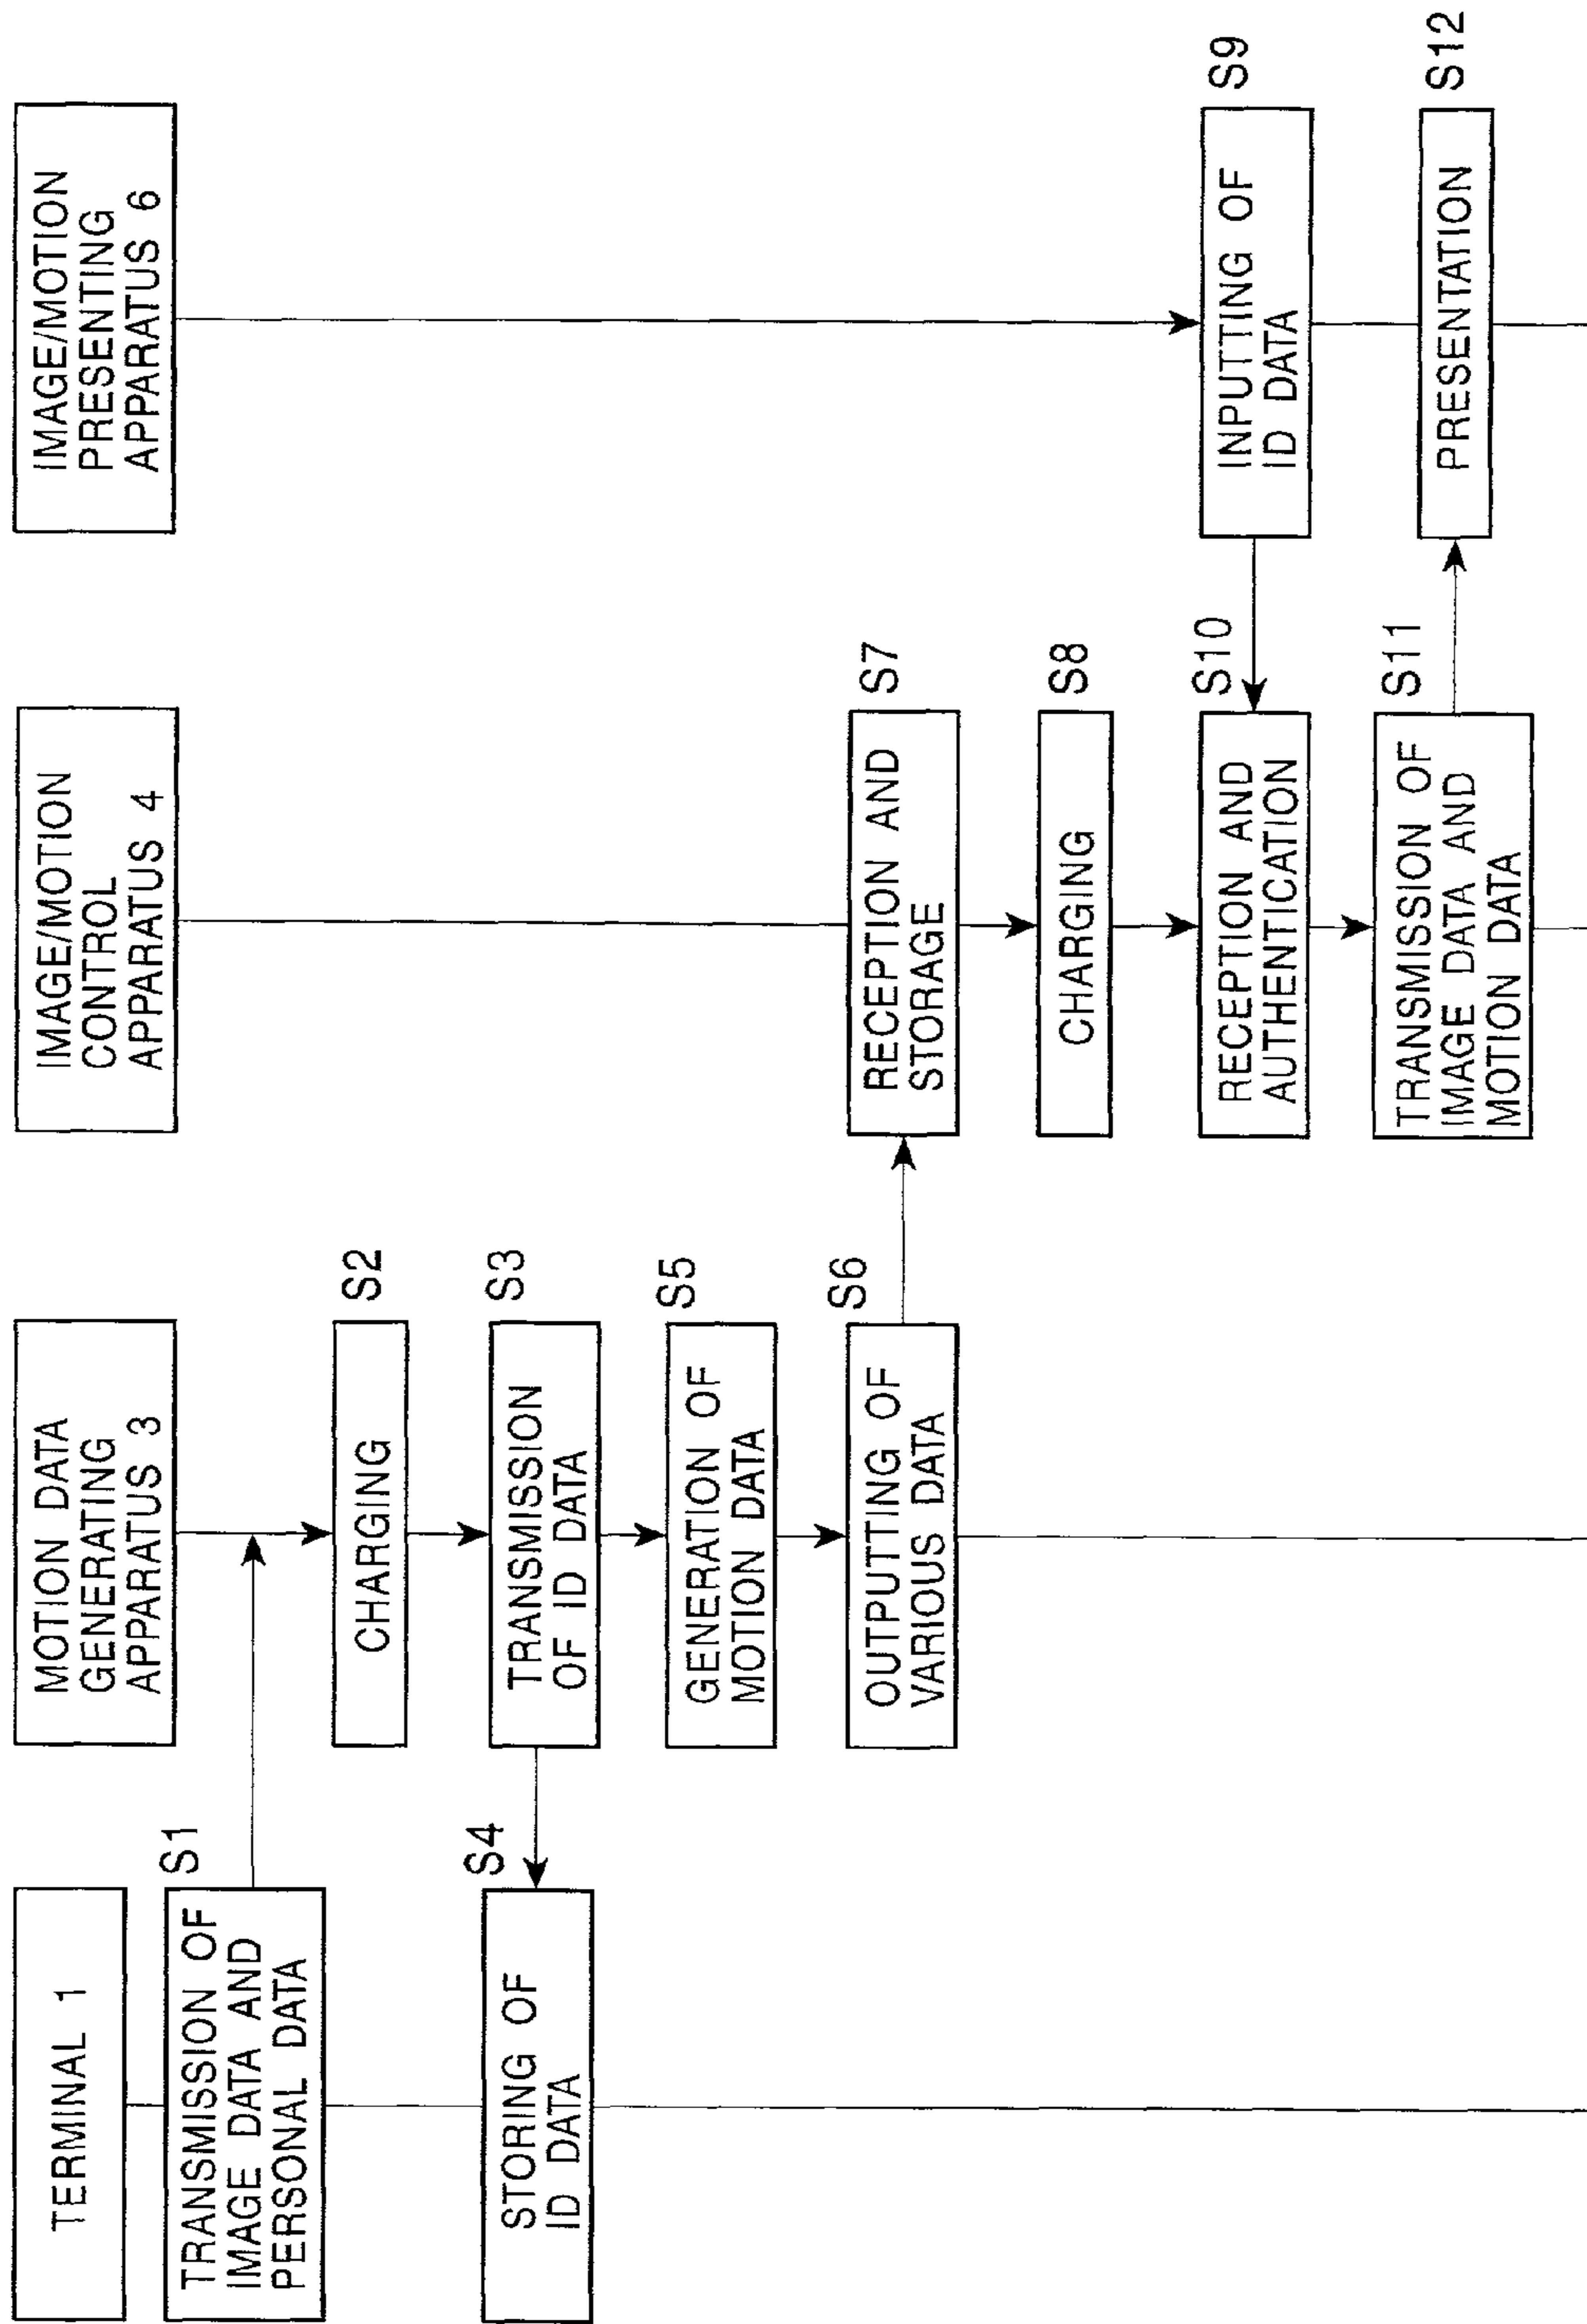 TERMINAL 1
MOTION DATA
GENERATING
APPARATUS 3
IMAGE/MOTION
CONTROL
APPARATUS 4
IMAGE/MOTION
PRESENTING
APPARATUS 6
S1
TRANSMISSION OF
IMAGE DATA AND
PERSONAL DATA
S2
CHARGING
S3
TRANSMISSION
OF ID DATA
S4
STORING OF
ID DATA
S5
GENERATION OF
MOTION DATA
S6
OUTPUTTING OF
VARIOUS DATA
S7
RECEPTION AND
STORAGE
S8
CHARGING
S9
INPUTTING OF
ID DATA
S10
RECEPTION AND
AUTHENTICATION
S11
TRANSMISSION OF
IMAGE DATA AND
MOTION DATA
S12
PRESENTATION